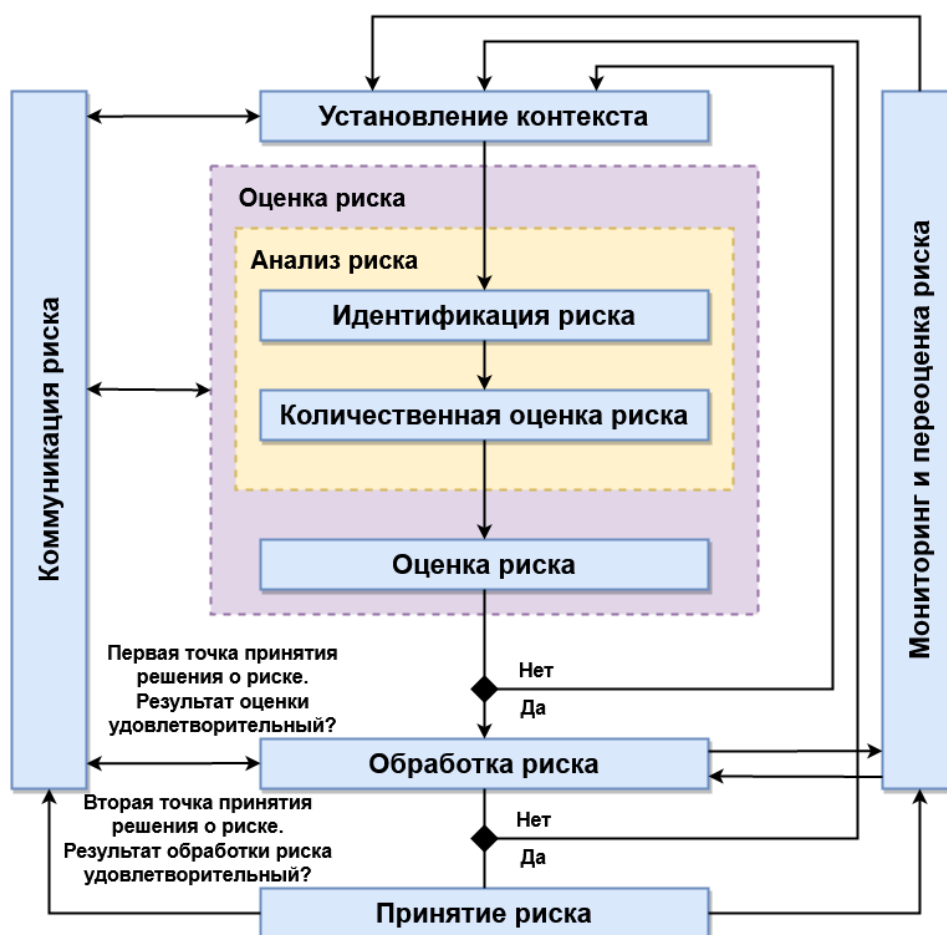 Установление контекста
Оценка риска
Анализ риска
Идентификация риска
Количественная оценка риска
Оценка риска
Коммуникация риска
Мониторинг и переоценка риска
Первая точка принятия
решения о риске.
Результат оценки
удовлетворительный?
Нет
Да
Обработка риска
Вторая точка принятия
решения о риске.
Результат обработки риска
удовлетворительный?
Нет
Да
Принятие риска